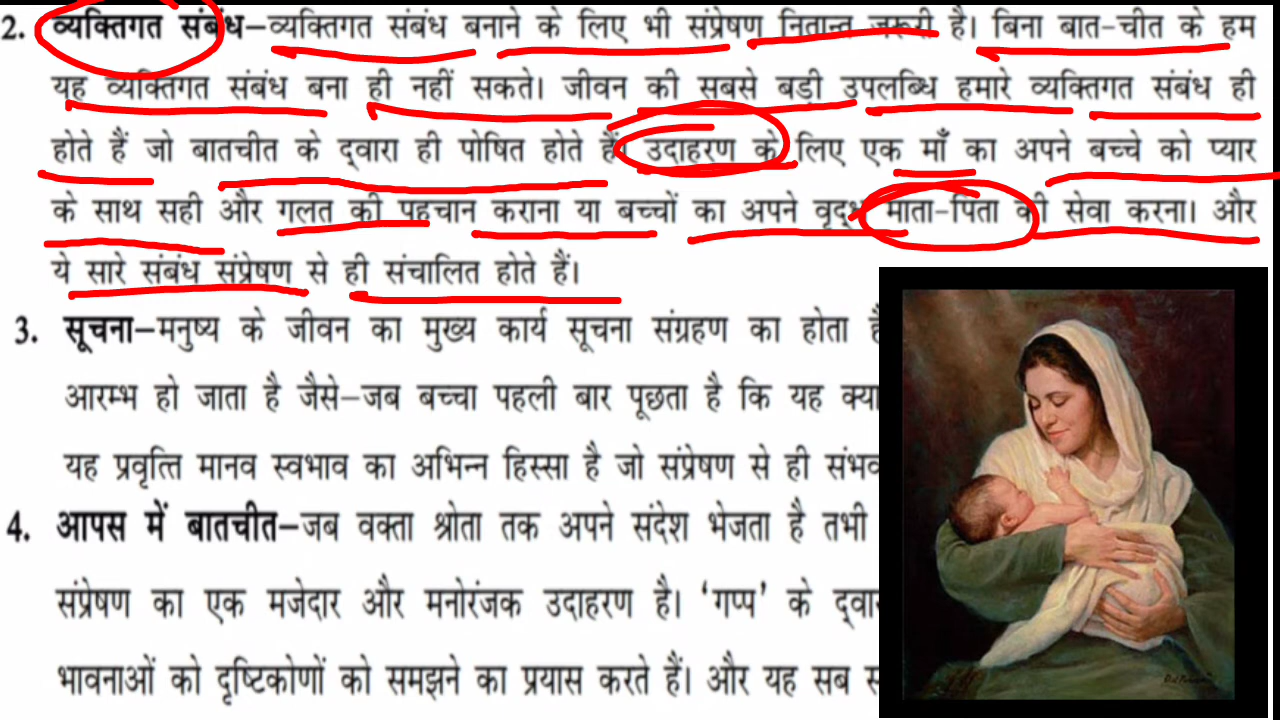 2. व्यक्तिगत संबंध–व्यक्तिगत संबंध बनाने के लिए भी संप्रेषण नितान्त जरूरी है। बिना बात-चीत के हम
यह व्यक्तिगत संबंध बना ही नहीं सकते। जीवन की सबसे बड़ी उपलब्धि हमारे व्यक्तिगत संबंध ही
होते हैं जो बातचीत के द्वारा ही पोषित होते हैं। उदाहरण के लिए एक माँ का अपने बच्चे को प्यार
के साथ सही और गलत की पहचान कराना या बच्चों का अपने वृद्ध माता-पिता की सेवा करना। और
ये सारे संबंध संप्रेषण से ही संचालित होते हैं।
3. सूचना–मनुष्य के जीवन का मुख्य कार्य सूचना संग्रहण का होता
आरम्भ हो जाता है जैसे–जब बच्चा पहली बार पूछता है कि यह क्या
यह प्रवृत्ति मानव स्वभाव का अभिन्न हिस्सा है जो संप्रेषण से ही
4. आपस में बातचीत–जब वक्ता श्रोता तक अपने संदेश भेजता है तभी
संप्रेषण का एक मजेदार और मनोरंजक उदाहरण है। ‘गप्प’ के
भावनाओं को दृष्टिकोणों को समझने का प्रयास करते हैं। और यह सब